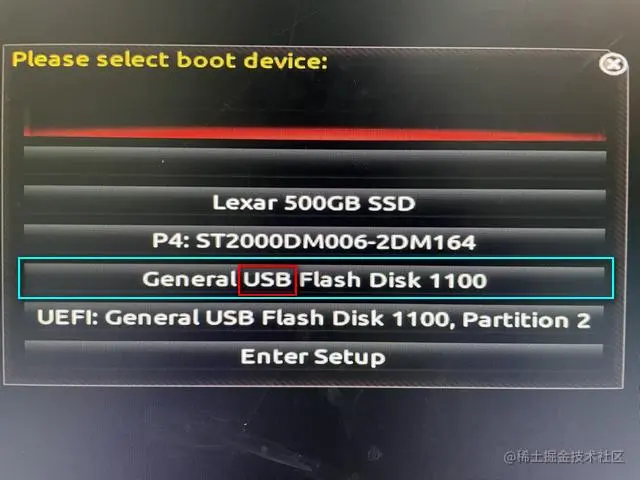 Please select boot device:
Lexar 500GB SSD
P4: ST2000DM006-2DM164
General USB Flash Disk 1100
UEFI: General USB Flash Disk 1100, Partition 2
Enter Setup
@稀土掘金技术社区